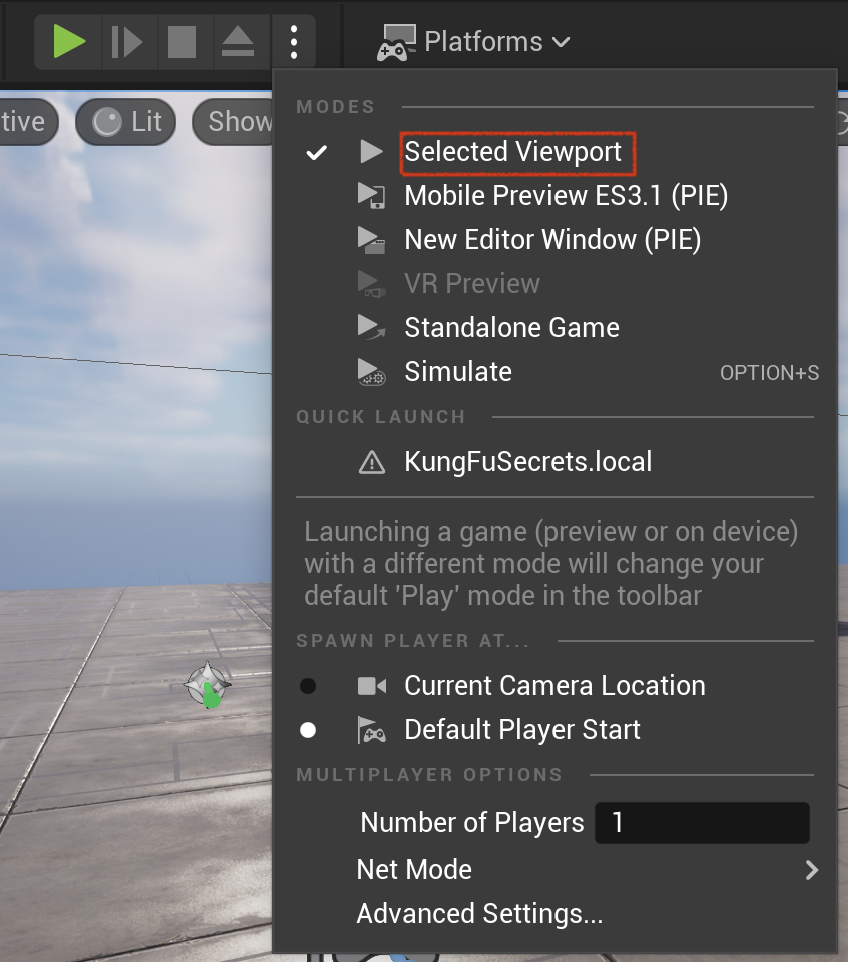 Platforms
tive
Lit
Show
MODES
Selected Viewport
Mobile Preview ES3.1 (PIE)
New Editor Window (PIE)
VR Preview
Standalone Game
Simulate OPTION+S
QUICK LAUNCH
KungFuSecrets.local
Launching a game (preview or on device)
with a different mode will change your
default 'Play' mode in the toolbar
SPAWN PLAYER AT...
Current Camera Location
Default Player Start
MULTIPLAYER OPTIONS
Number of Players 1
Net Mode
Advanced Settings...